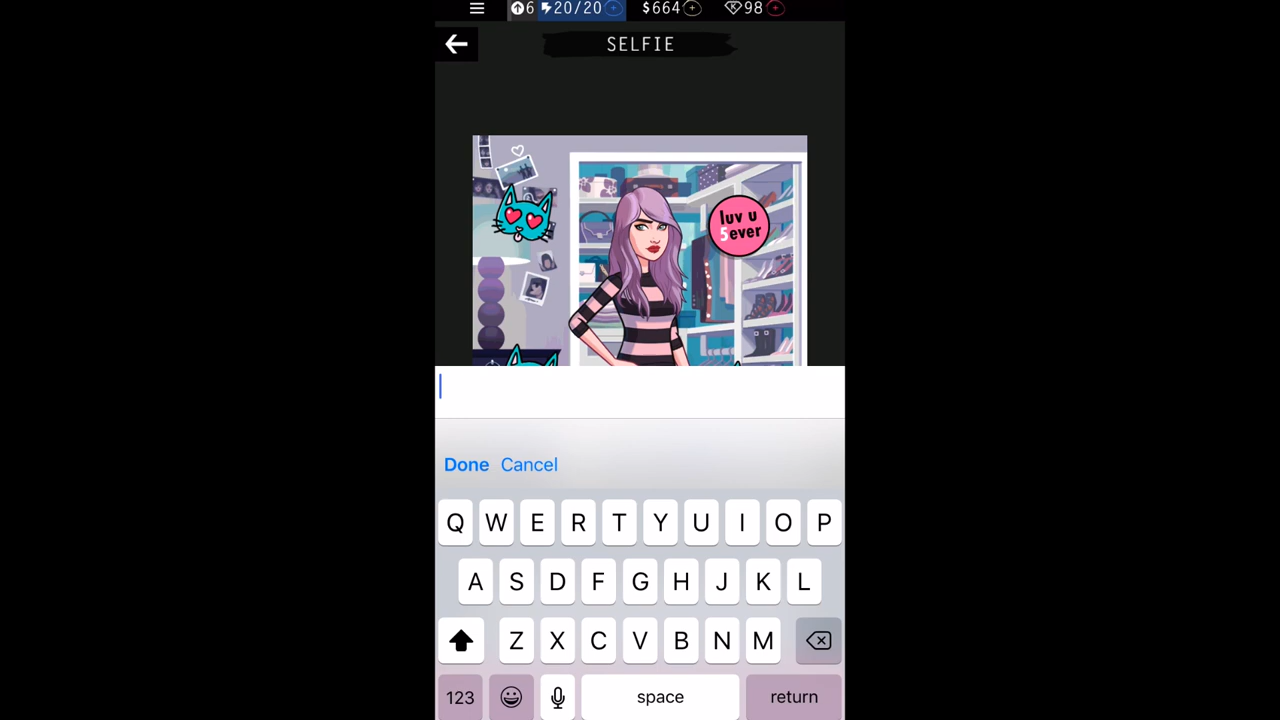 6 20/20 $664 98
SELFIE
luv u
5ever
Done Cancel
Q W E R T Y U I O P
A S D F G H J K L
Z X C V B N M
123 space return